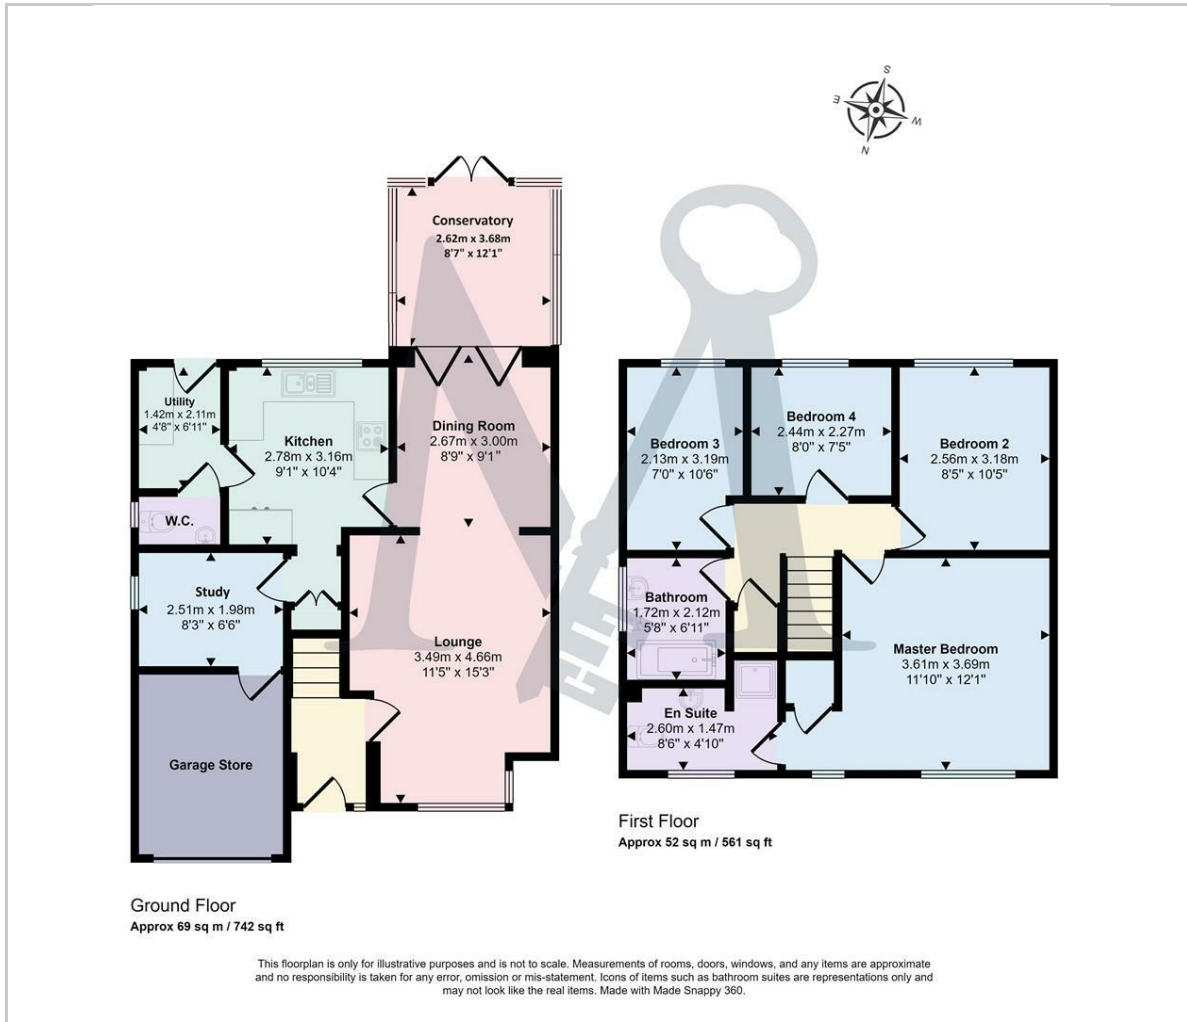 S
E
W
N
Conservatory
2.62m x 3.68m
8'7" x 12'1"
Utility
1.42m x 2.11m
4'8" x 6'11"
Kitchen
2.78m x 3.16m
9'1" x 10'4"
Dining Room
2.67m x 3.00m
8'9" x 9'1"
W.C.
Study
2.51m x 1.98m
8'3" x 6'6"
Lounge
3.49m x 4.66m
11'5" x 15'3"
Garage Store
Ground Floor
Approx 69 sq m / 742 sq ft
Bedroom 3
2.13m x 3.19m
7'0" x 10'6"
Bedroom 4
2.44m x 2.27m
8'0" x 7'5"
Bedroom 2
2.56m x 3.18m
8'5" x 10'5"
Bathroom
1.72m x 2.12m
5'8" x 6'11"
Master Bedroom
3.61m x 3.69m
11'10" x 12'1"
En Suite
2.60m x 1.47m
8'6" x 4'10"
First Floor
Approx 52 sq m / 561 sq ft
This floorplan is only for illustrative purposes and is not to scale. Measurements of rooms, doors, windows, and any items are approximate
and no responsibility is taken for any error, omission or mis-statement. Icons of items such as bathroom suites are representations only and
may not look like the real items. Made with Made Snappy 360.